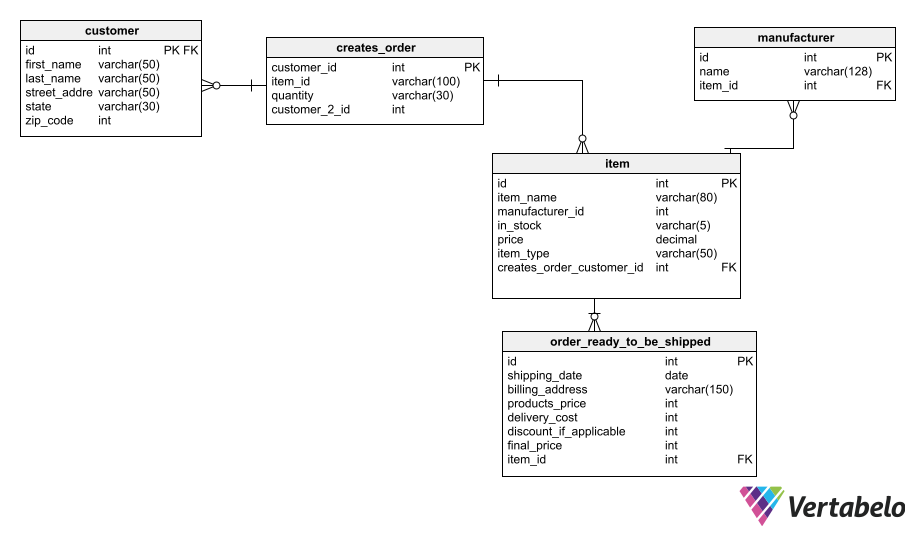 customer
id int PK FK
first_name varchar(50)
last_name varchar(50)
street_addre varchar(50)
state varchar(30)
zip_code int
creates_order
customer_id int PK
item_id varchar(100)
quantity varchar(30)
customer_2_id int
manufacturer
id int PK
name varchar(128)
item_id int FK
item
id int PK
item_name varchar(80)
manufacturer_id int
in_stock varchar(5)
price decimal
item_type varchar(50)
creates_order_customer_id int FK
order_ready_to_be_shipped
id int PK
shipping_date date
billing_address varchar(150)
products_price int
delivery_cost int
discount_if_applicable int
final_price int
item_id int FK
Vertabelo